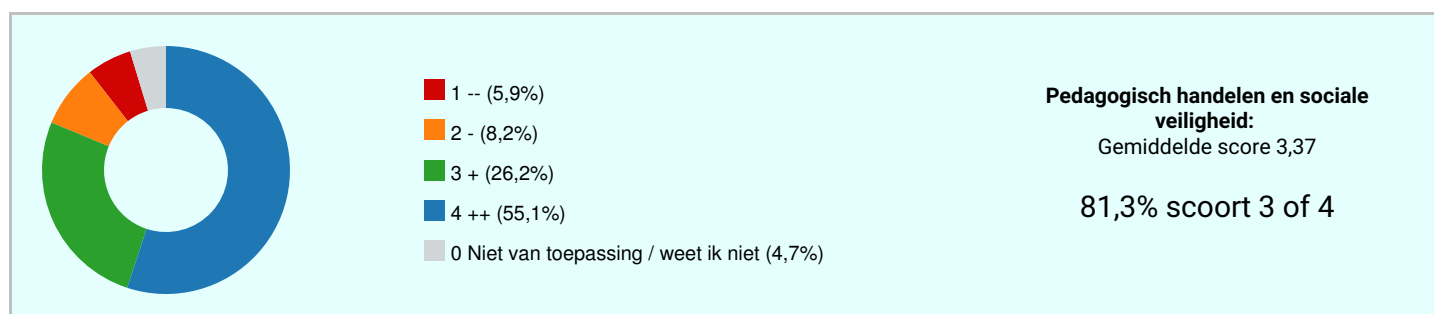 1 -- (5,9%)
2 - (8,2%)
3 + (26,2%)
4 ++ (55,1%)
0 Niet van toepassing / weet ik niet (4,7%)
Pedagogisch handelen en sociale
veiligheid:
Gemiddelde score 3,37
81,3% scoort 3 of 4